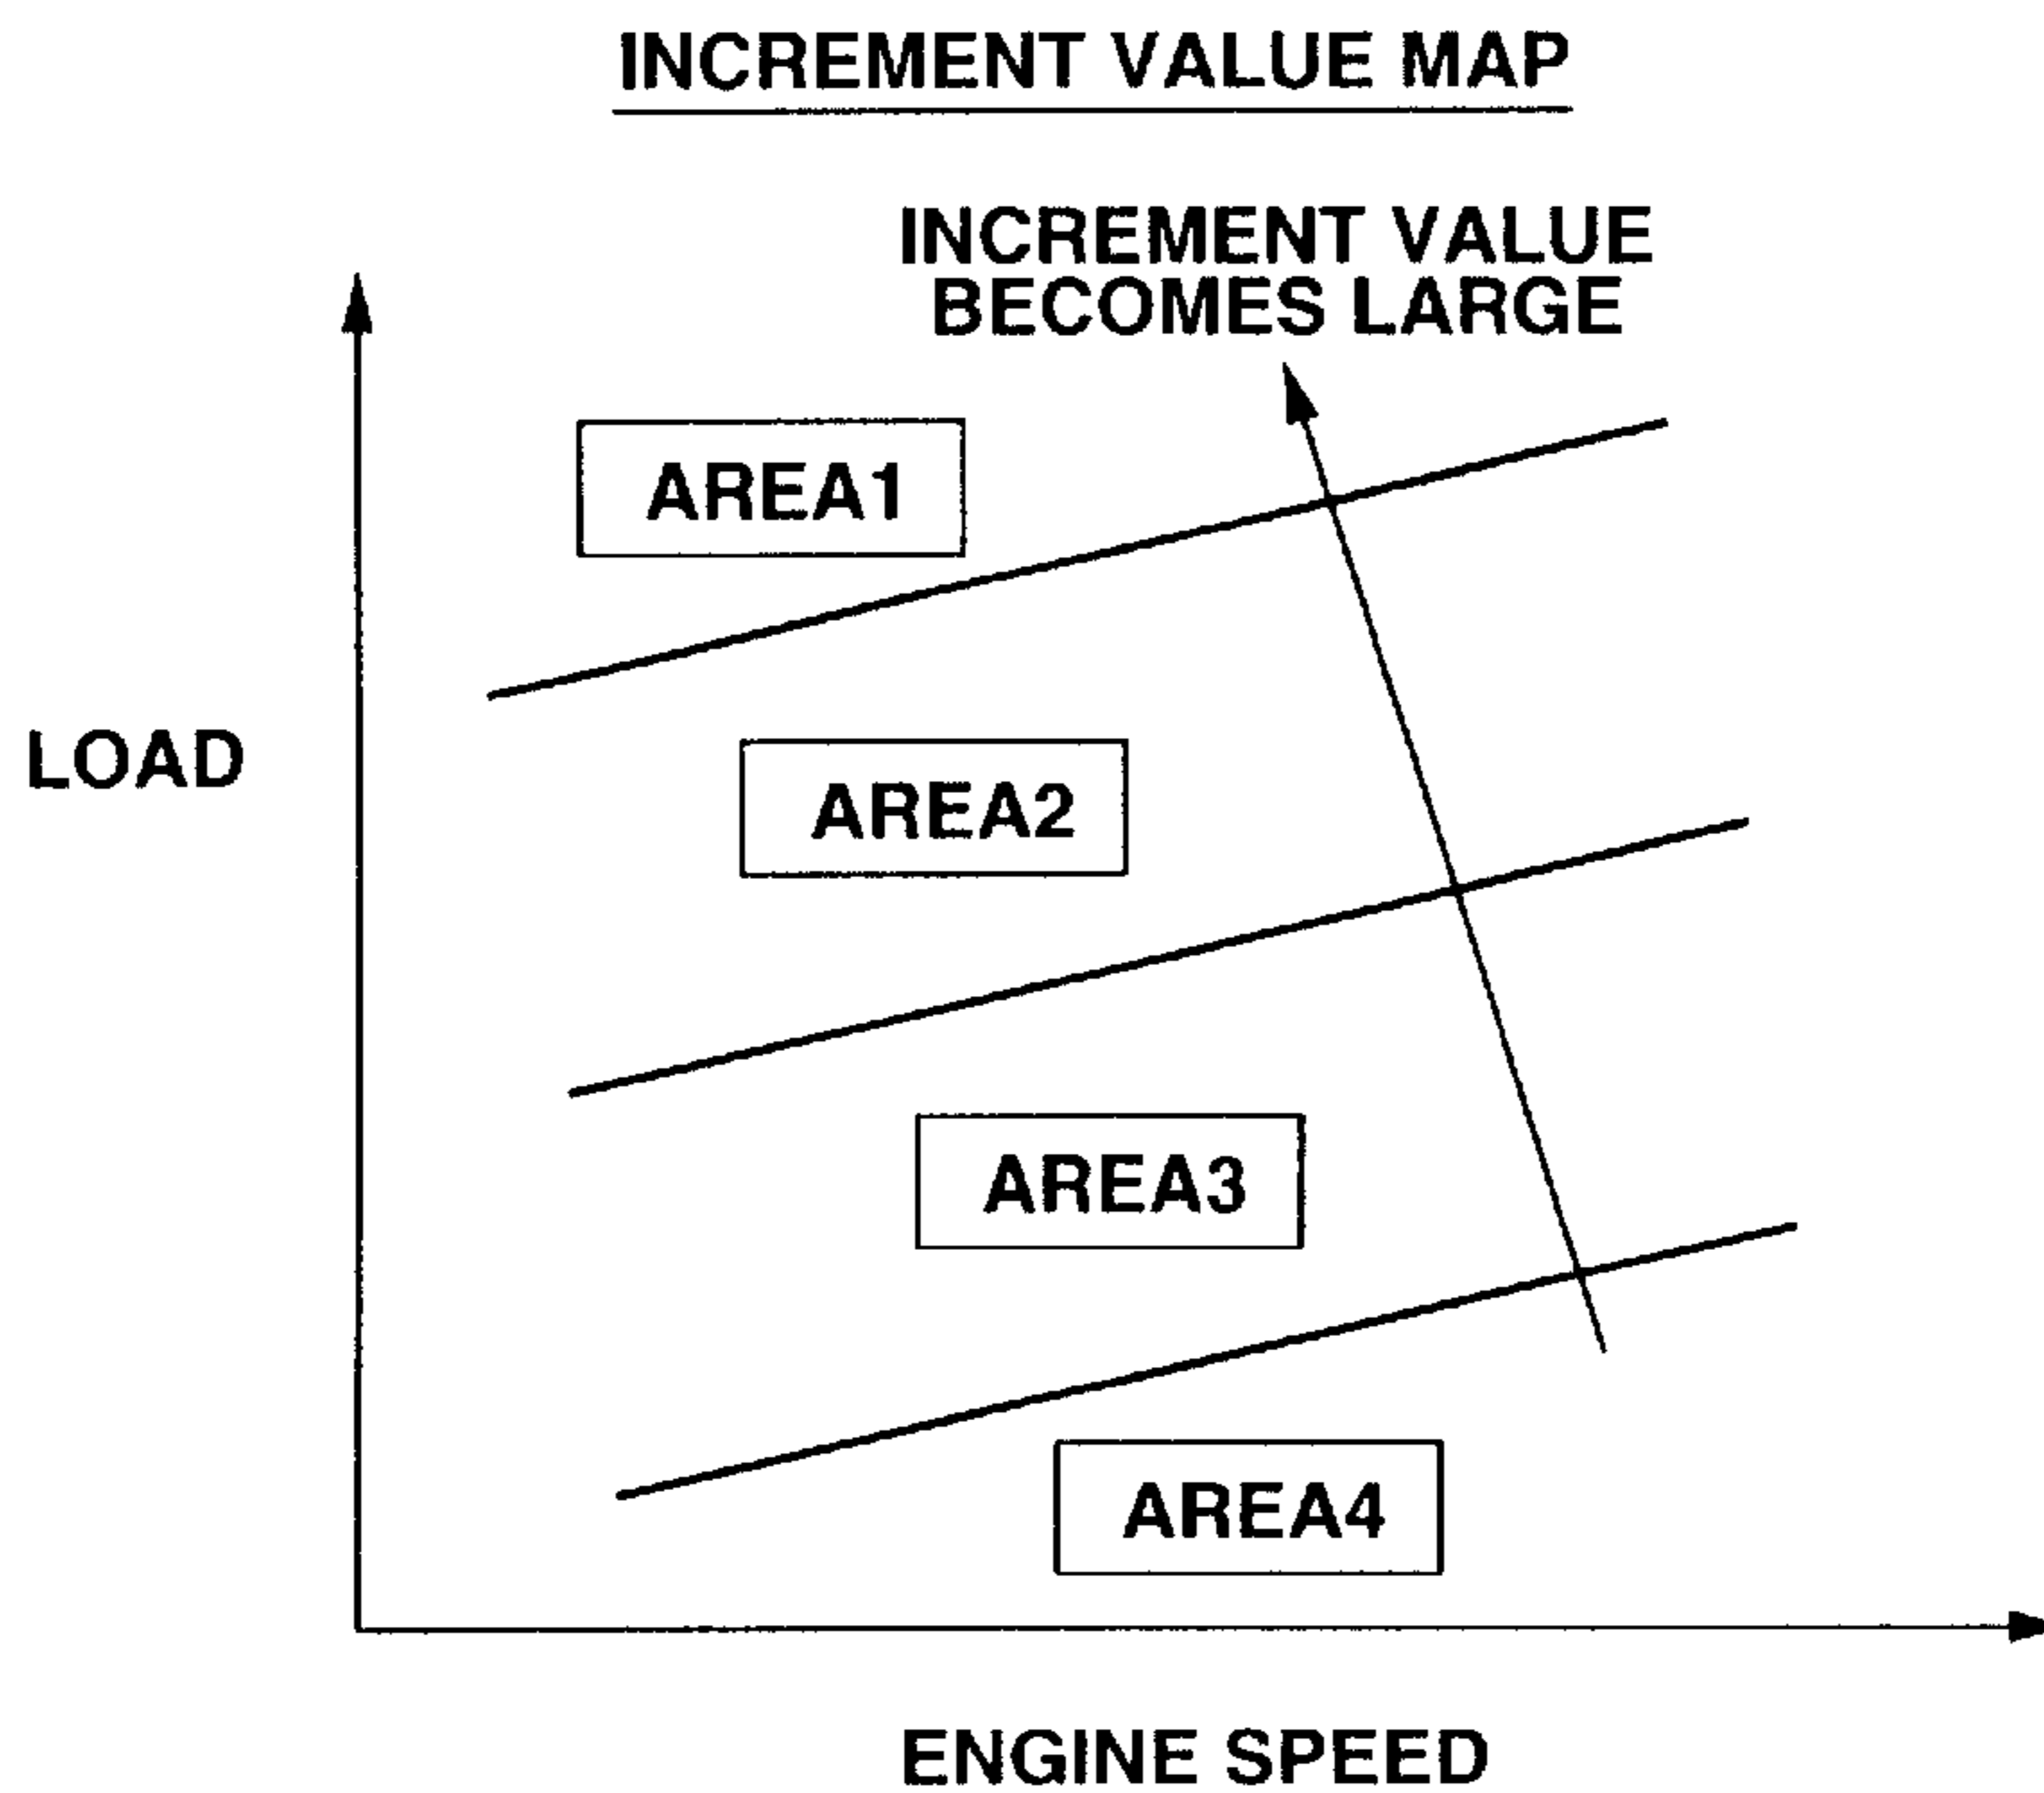 INCREMENT VALUE MAP
INCREMENT VALUE
BECOMES LARGE
AREA1
LOAD
AREA2
AREA3
AREA4
ENGINE SPEED